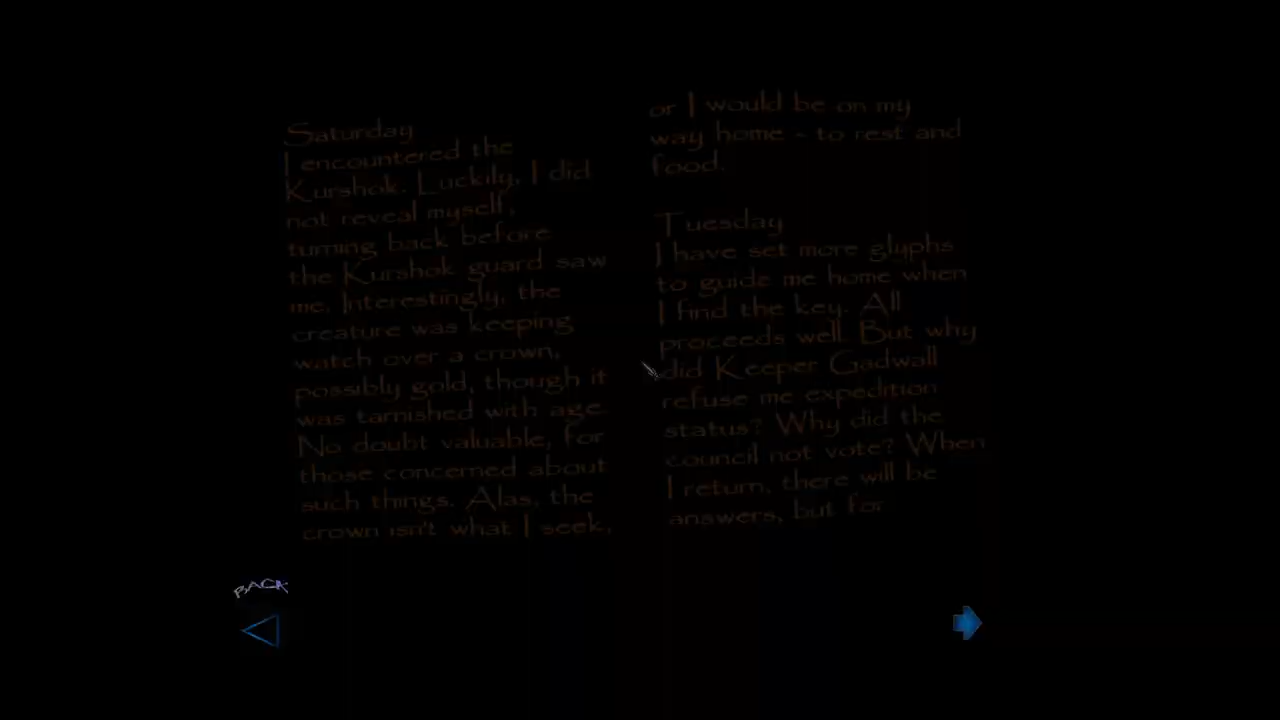 Saturday
I encountered the
Kurshok. Luckily, I did
not reveal myself,
turning back before
the Kurshok guard saw
me. Interestingly, the
creature was keeping
watch over a crown,
possibly gold, though it
was tarnished with age.
No doubt valuable, for
those concerned about
such things. Alas, the
crown isn't what I seek,
or I would be on my
way home - to rest and
food.
Tuesday
I have set more glyphs
to guide me home when
I find the key. All
proceeds well. But why
did Keeper Gadwall
refuse me expedition
status? Why did the
council not vote? When
I return, there will be
answers, but for
BACK